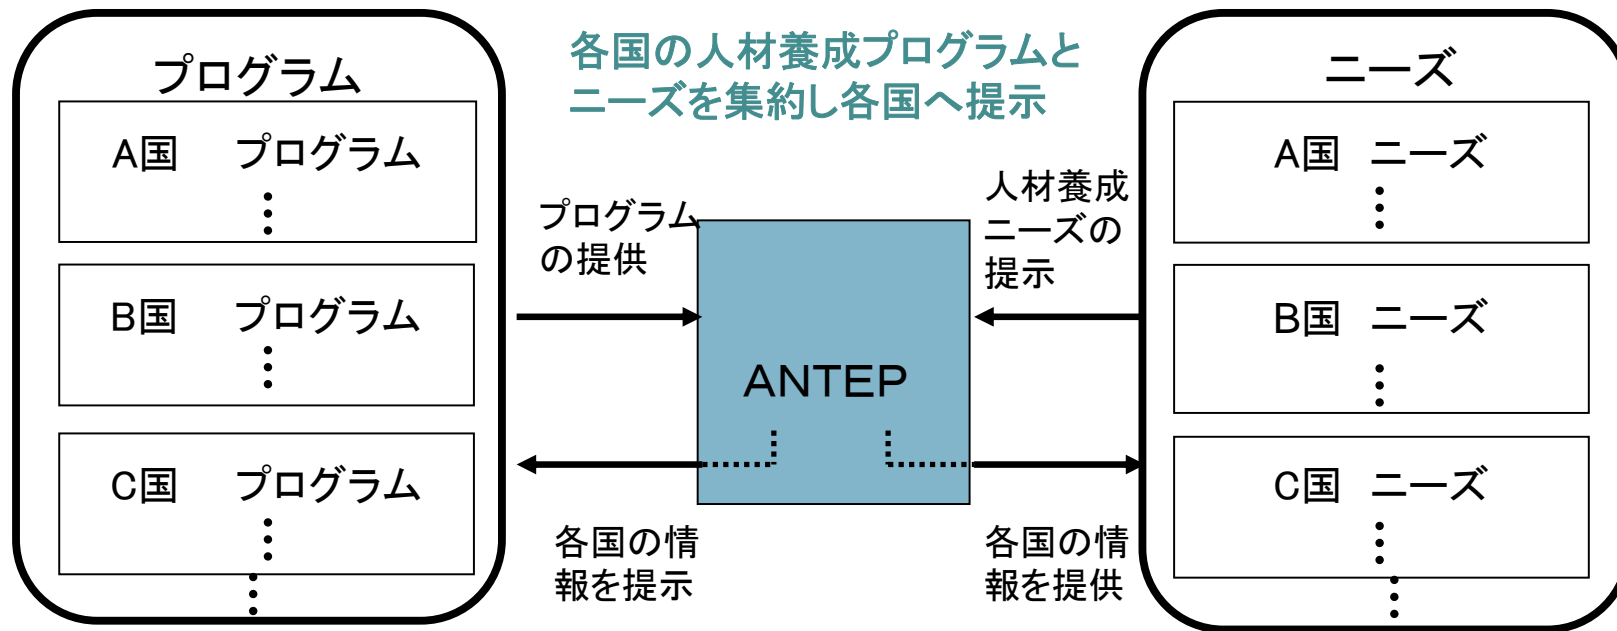 各国の人材養成プログラムと
ニーズを集約し各国へ提示
プログラム
A国 プログラム
B国 プログラム
C国 プログラム
プログラム
の提供
各国の情
報を提示
ANTEP
人材養成
ニーズの
提示
各国の情
報を提供
ニーズ
A国 ニーズ
B国 ニーズ
C国 ニーズ